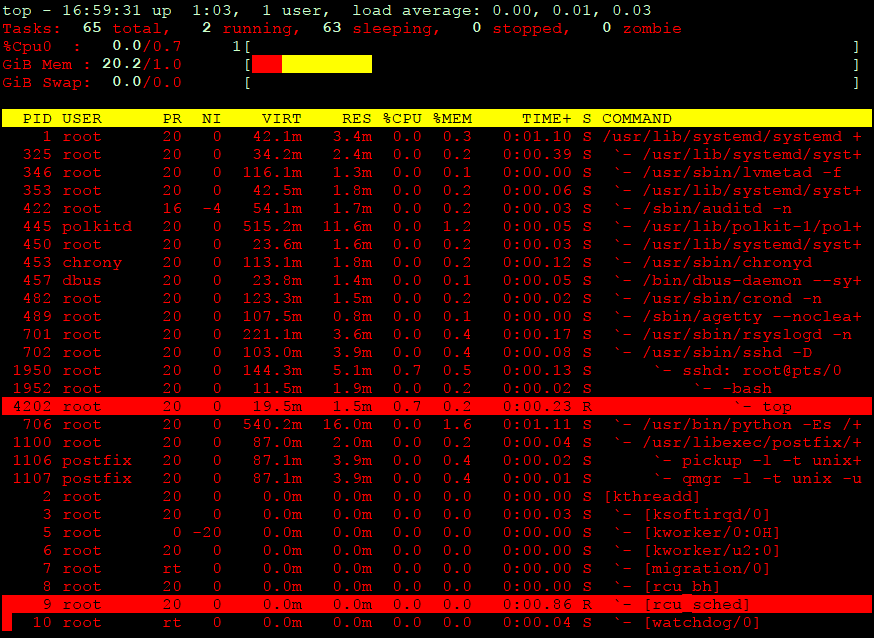 top - 16:59:31 up  1:03,  1 user,  load average: 0.00, 0.01, 0.03
Tasks:  65 total,   2 running,  63 sleeping,   0 stopped,   0 zombie
%Cpu0  :   0.0/0.7     1[                                                            ]
GiB Mem : 20.2/1.0      [                                                            ]
GiB Swap:  0.0/0.0      [                                                            ]
  PID USER      PR  NI    VIRT    RES %CPU %MEM     TIME+ S COMMAND
    1 root      20   0   42.1m   3.4m  0.0  0.3   0:01.10 S /usr/lib/systemd/systemd +
  325 root      20   0   34.2m   2.4m  0.0  0.2   0:00.39 S  `- /usr/lib/systemd/syst+
  346 root      20   0  116.1m   1.3m  0.0  0.1   0:00.00 S  `- /usr/sbin/lvmetad -f
  353 root      20   0   42.5m   1.8m  0.0  0.2   0:00.06 S  `- /usr/lib/systemd/syst+
  422 root      16  -4   54.1m   1.7m  0.0  0.2   0:00.03 S  `- /sbin/auditd -n
  445 polkitd   20   0  515.2m  11.6m  0.0  1.2   0:00.05 S  `- /usr/lib/polkit-1/pol+
  450 root      20   0   23.6m   1.6m  0.0  0.2   0:00.03 S  `- /usr/lib/systemd/syst+
  453 chrony    20   0  113.1m   1.8m  0.0  0.2   0:00.12 S  `- /usr/sbin/chronyd
  457 dbus      20   0   23.8m   1.4m  0.0  0.1   0:00.05 S  `- /bin/dbus-daemon --sy+
  482 root      20   0  123.3m   1.5m  0.0  0.2   0:00.02 S  `- /usr/sbin/crond -n
  489 root      20   0  107.5m   0.8m  0.0  0.1   0:00.00 S  `- /sbin/agetty --noclea+
  701 root      20   0  221.1m   3.6m  0.0  0.4   0:00.17 S  `- /usr/sbin/rsyslogd -n
  702 root      20   0  103.0m   3.9m  0.0  0.4   0:00.08 S  `- /usr/sbin/sshd -D
 1950 root      20   0  144.3m   5.1m  0.7  0.5   0:00.13 S      `- sshd: root@pts/0
 1952 root      20   0   11.5m   1.9m  0.0  0.2   0:00.02 S          `- -bash
 4202 root      20   0   19.5m   1.5m  0.7  0.2   0:00.23 R              `- top
  706 root      20   0  540.2m  16.0m  0.0  1.6   0:01.11 S  `- /usr/bin/python -Es /+
 1100 root      20   0   87.0m   2.0m  0.0  0.2   0:00.04 S  `- /usr/libexec/postfix/+
 1106 postfix   20   0   87.1m   3.9m  0.0  0.4   0:00.02 S      `- pickup -l -t unix+
 1107 postfix   20   0   87.1m   3.9m  0.0  0.4   0:00.01 S      `- qmgr -l -t unix -u
    2 root      20   0    0.0m   0.0m  0.0  0.0   0:00.00 S [kthreadd]
    3 root      20   0    0.0m   0.0m  0.0  0.0   0:00.03 S  `- [ksoftirqd/0]
    5 root       0 -20    0.0m   0.0m  0.0  0.0   0:00.00 S  `- [kworker/0:0H]
    6 root      20   0    0.0m   0.0m  0.0  0.0   0:00.00 S  `- [kworker/u2:0]
    7 root      rt   0    0.0m   0.0m  0.0  0.0   0:00.00 S  `- [migration/0]
    8 root      20   0    0.0m   0.0m  0.0  0.0   0:00.00 S  `- [rcu_bh]
    9 root      20   0    0.0m   0.0m  0.0  0.0   0:00.86 R  `- [rcu_sched]
   10 root      rt   0    0.0m   0.0m  0.0  0.0   0:00.04 S  `- [watchdog/0]